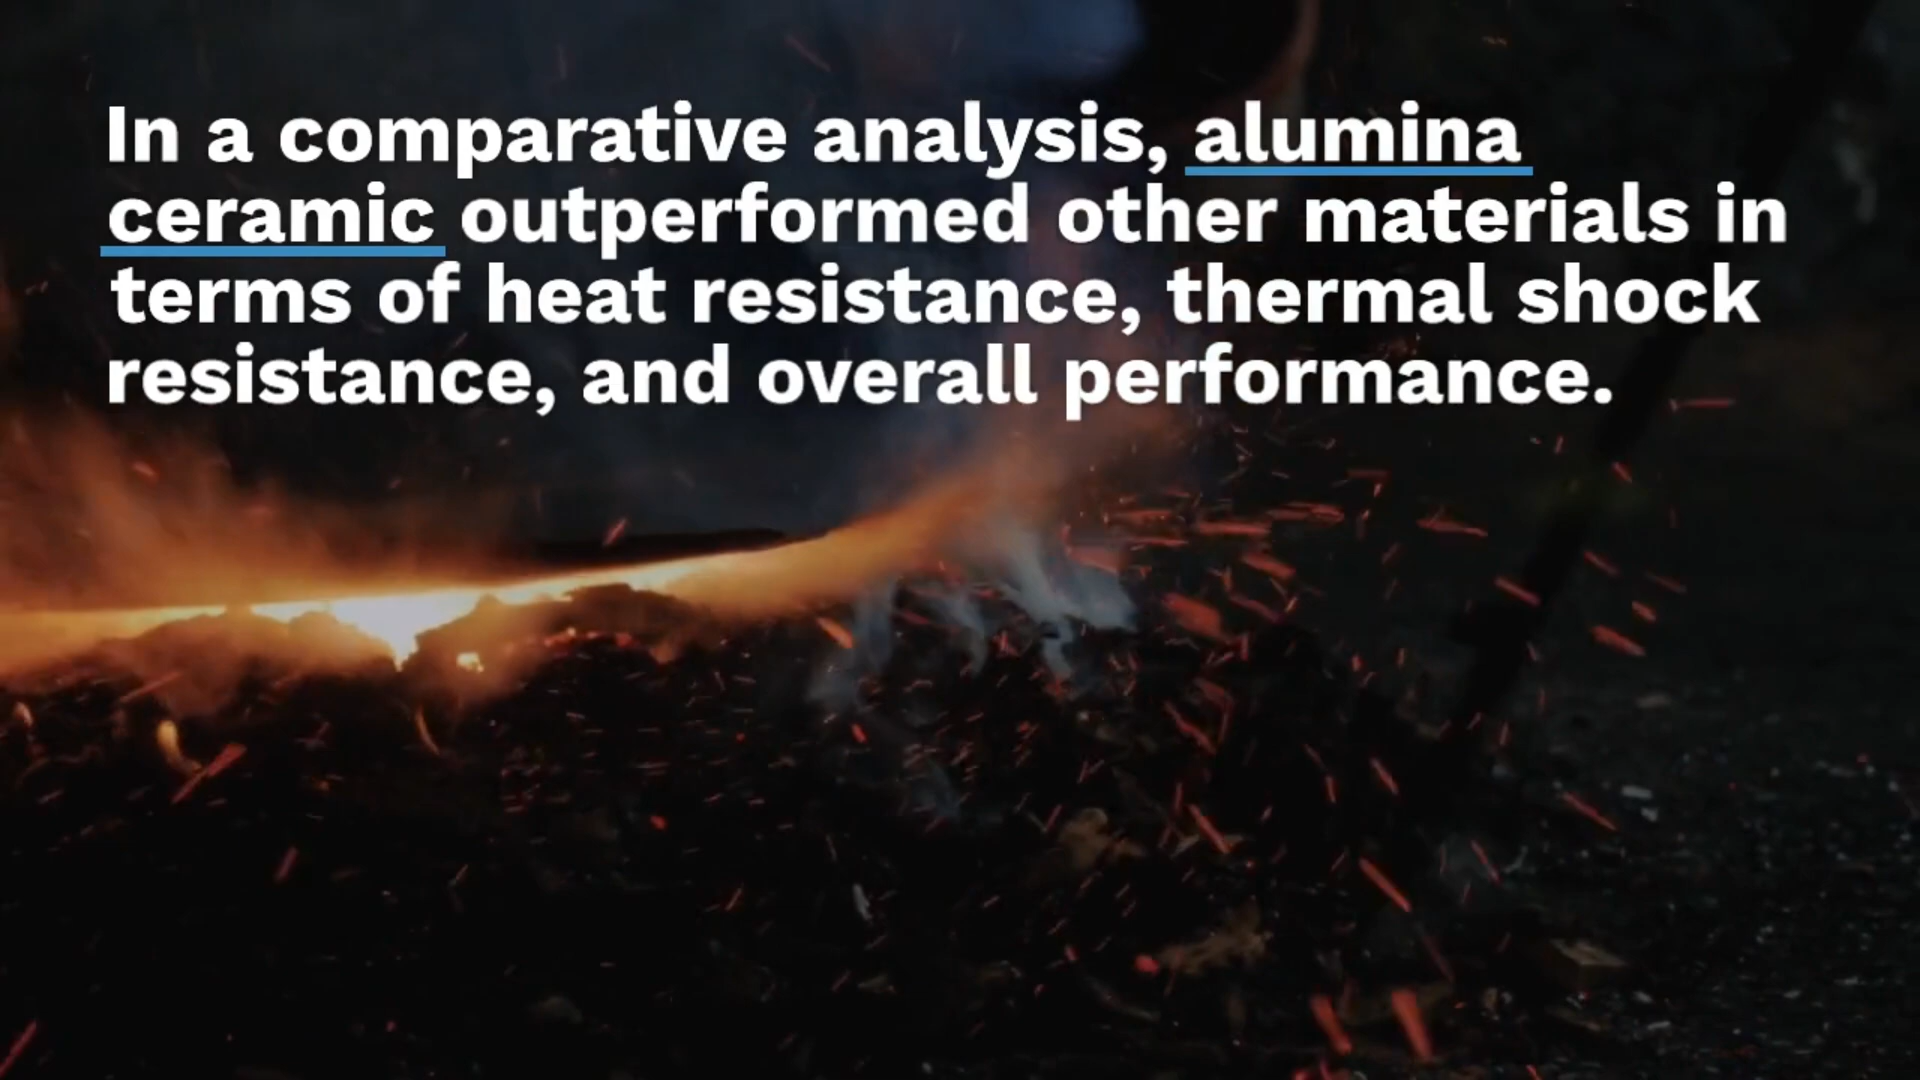 In a comparative analysis, alumina
ceramic outperformed other materials in
terms of heat resistance, thermal shock
resistance, and overall performance.